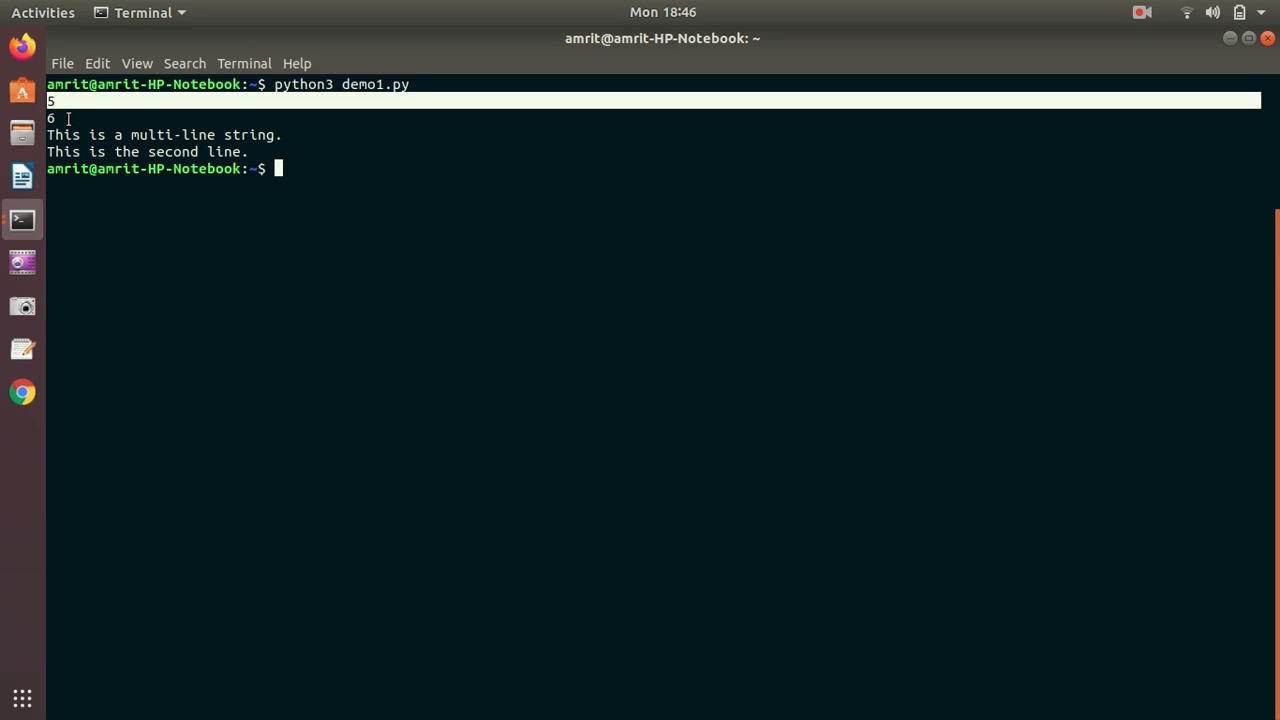 Activities Terminal Mon 18:46
amrit@amrit-HP-Notebook: ~
File Edit View Search Terminal Help
amrit@amrit-HP-Notebook:~$ python3 demo1.py
5
6
This is a multi-line string.
This is the second line.
amrit@amrit-HP-Notebook:~$